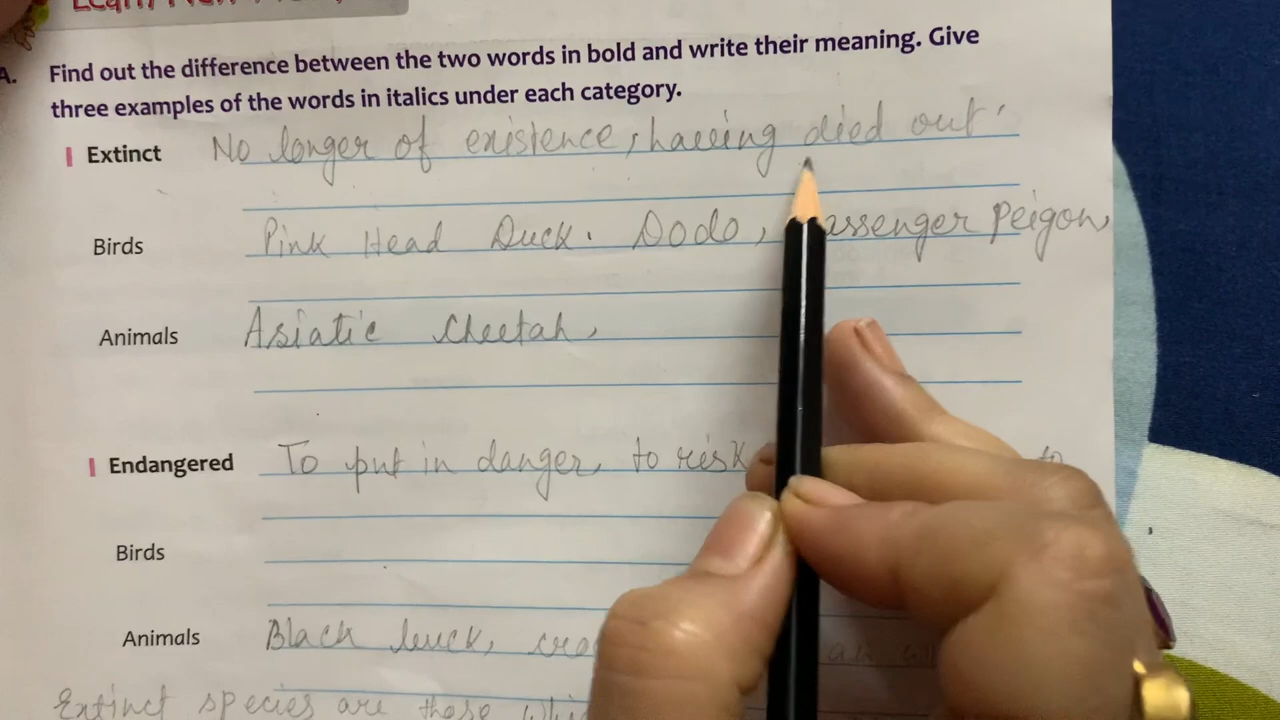 A. Find out the difference between the two words in bold and write their meaning. Give
three examples of the words in italics under each category.
Extinct No longer of existence, having died out.
Birds Pink Head Duck. Dodo, assenger Peigon,
Animals Asiatic Cheetah,
Endangered To put in danger, to risk to
Birds
Animals Black buck,
Extinct species are those